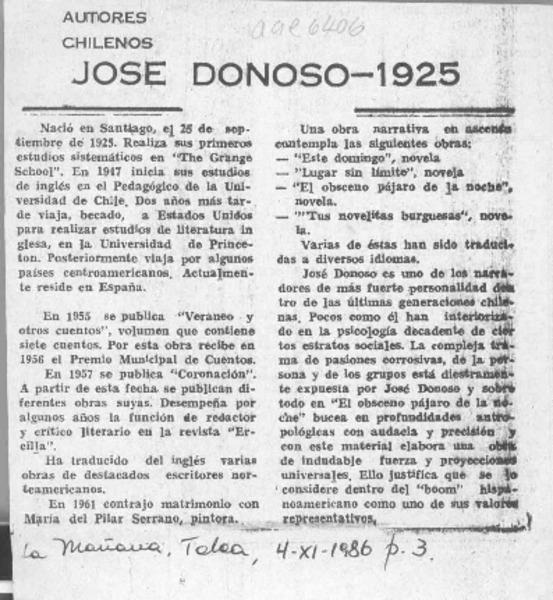 AUTORES
CHILENOS
aae6406
JOSE DONOSO—1925
Nació en Santiago, el 25 de sep-
tiembre de 1925. Realiza sus primeros
estudios sistemáticos en "The Grange
School". En 1947 inicia sus estudios
de inglés en el Pedagógico de la Uni-
versidad de Chile. Dos años más tar-
de viaja, becado, a Estados Unidos
para realizar estudios de literatura in
glesa, en la Universidad de Prince-
ton. Posteriormente viaja por algunos
países centroamericanos. Actualmen-
te reside en España.
En 1955 se publica "Veraneo y
otros cuentos", volumen que contiene
siete cuentos. Por esta obra recibe en
1956 el Premio Municipal de Cuentos.
En 1957 se publica "Coronación".
A partir de esta fecha se publican di-
ferentes obras suyas. Desempeña por
algunos años la función de redactor
y crítico literario en la revista "Er-
cilla".
Ha traducido del inglés varias
obras de destacados escritores nor-
teamericanos.
En 1961 contrajo matrimonio con
María del Pilar Serrano, pintora.
Una obra narrativa en ascenso
contempla las siguientes obras:
— "Este domingo", novela
— "Lugar sin límite", novela
— "El obsceno pájaro de la noche",
novela.
— "'Tus novelitas burguesas", nove-
la.
Varias de éstas han sido traduci-
das a diversos idiomas.
José Donoso es uno de los narra-
dores de más fuerte personalidad den
tro de las últimas generaciones chile-
nas. Pocos como él han interioriza-
do en la psicología decadente de cier
tos estratos sociales. La compleja tra-
ma de pasiones corrosivas, de la per-
sona y de los grupos está diestramen-
te expuesta por José Donoso y sobre
todo en "El obsceno pájaro de la no-
che" bucea en profundidades antro-
pológicas con audacia y precisión y
con este material elabora una obra
de indudable fuerza y proyecciones
universales. Ello justifica que se lo
considere dentro del "boom" hispa-
noamericano como uno de sus valores
representativos.
La Mañana, Talca, 4-XI-1986 p. 3.